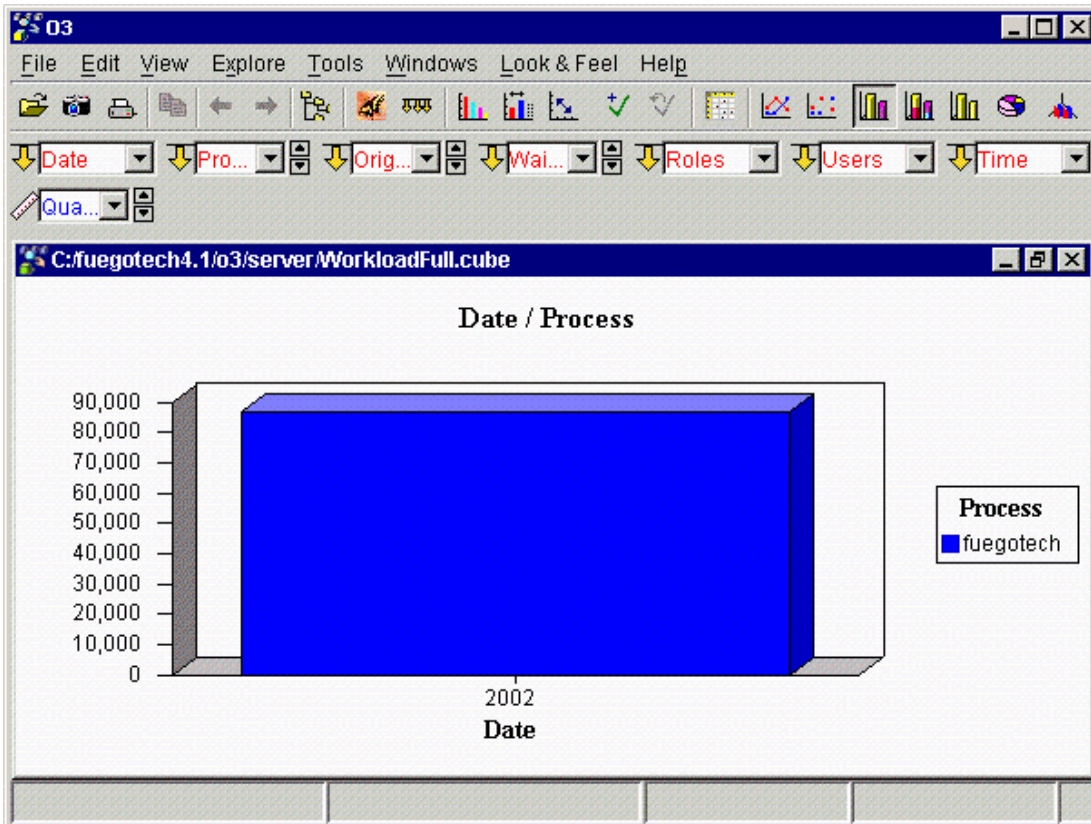 O3
File Edit View Explore Tools Windows Look & Feel Help
Date Pro... Orig... Wai... Roles Users Time
Qua...
C:/fuegotech4.1/o3/server/WorkloadFull.cube
Date / Process
90,000
80,000
70,000
60,000
50,000
40,000
30,000
20,000
10,000
0
Process
fuegotech
2002
Date